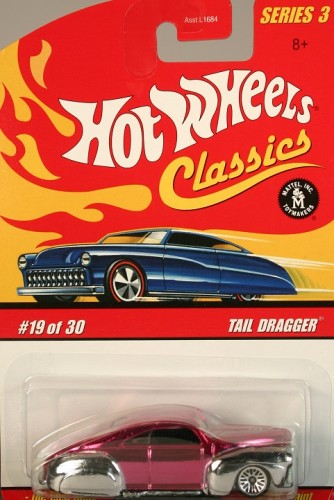 Asst L1684
SERIES 3
8+
HOT WHEELS
Classics
MATTEL, INC.
M
TOYMAKERS
#19 of 30
TAIL DRAGGER